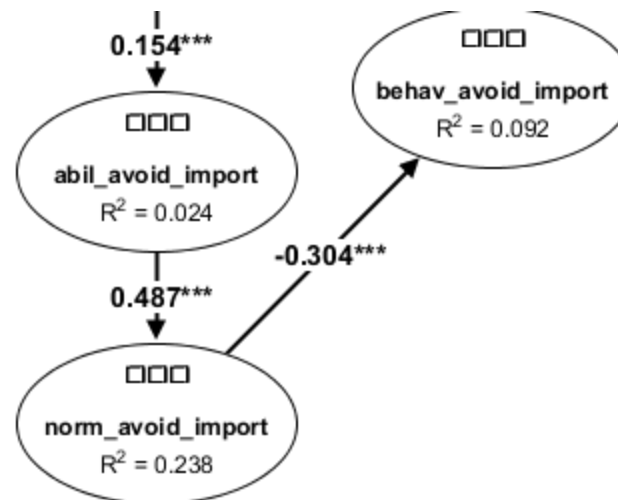 0.154***
□□□
abil_avoid_import
R² = 0.024
□□□
behav_avoid_import
R² = 0.092
-0.304***
0.487***
□□□
norm_avoid_import
R² = 0.238